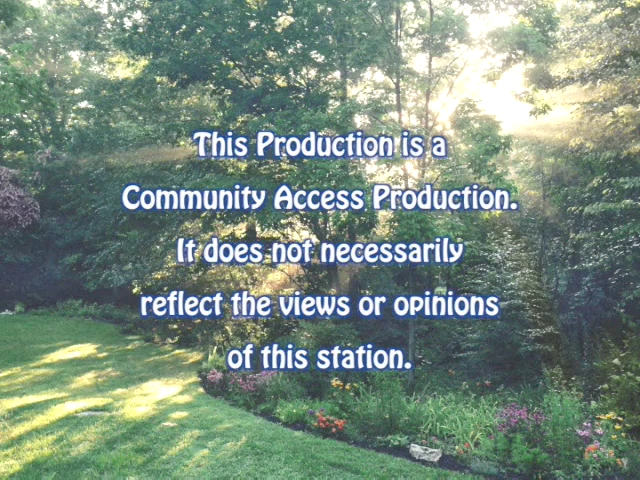 This Production is a
Community Access Production.
It does not necessarily
reflect the views or opinions
of this station.